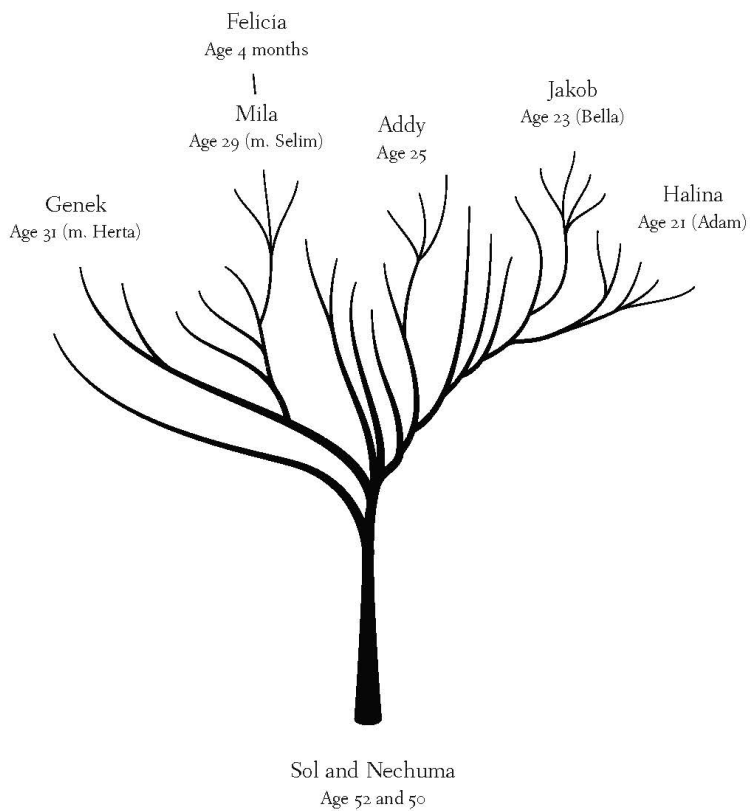 Felicia
Age 4 months
Mila
Age 29 (m. Selim)
Addy
Age 25
Jakob
Age 23 (Bella)
Genek
Age 31 (m. Herta)
Halina
Age 21 (Adam)
Sol and Nechuma
Age 52 and 50